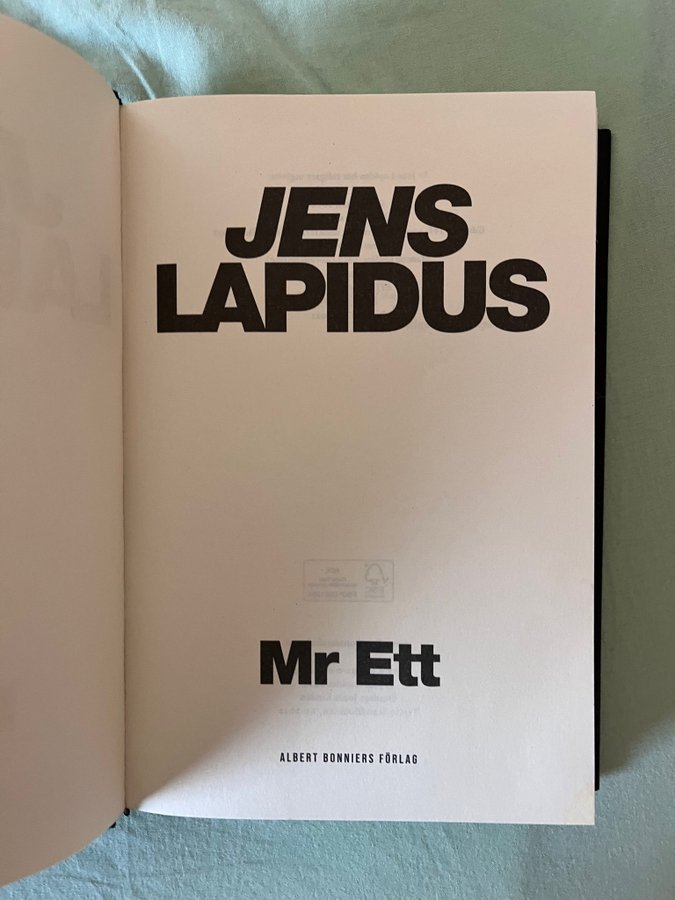 JENS
LAPIDUS
Mr Ett
ALBERT BONNIERS FÖRLAG